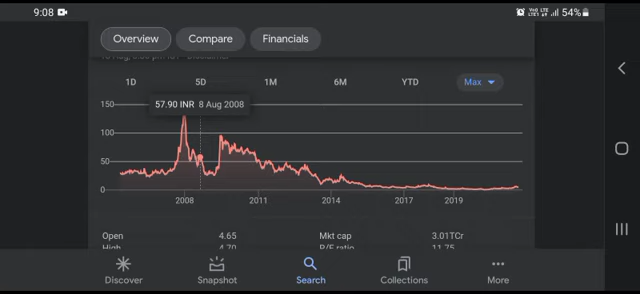 9:08 54%
Overview Compare Financials
1D 5D 1M 6M YTD Max
57.90 INR 8 Aug 2008
150
100
50
0
2008 2011 2014 2017 2019
Open 4.65 Mkt cap 3.01TCr
High 4.70 P/E ratio 11.75
Discover Snapshot Search Collections More